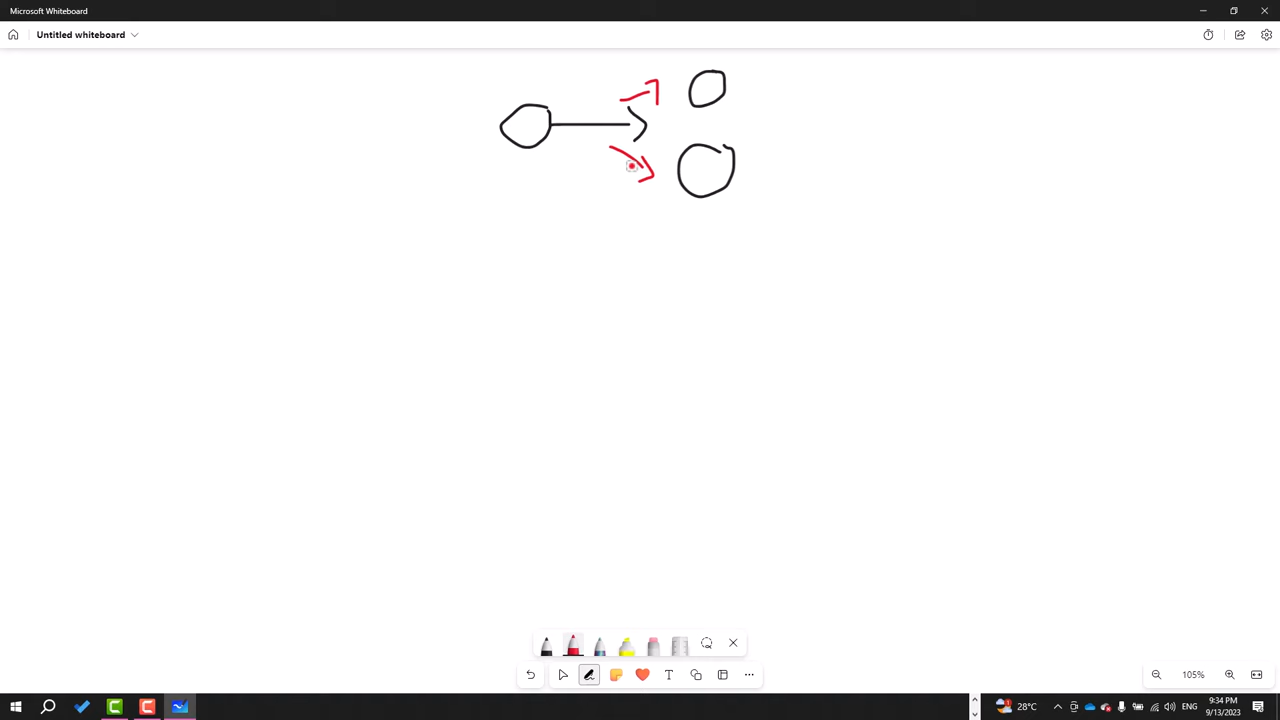 Microsoft Whiteboard
Untitled whiteboard
105%
28°C
ENG
9:34 PM
9/13/2023